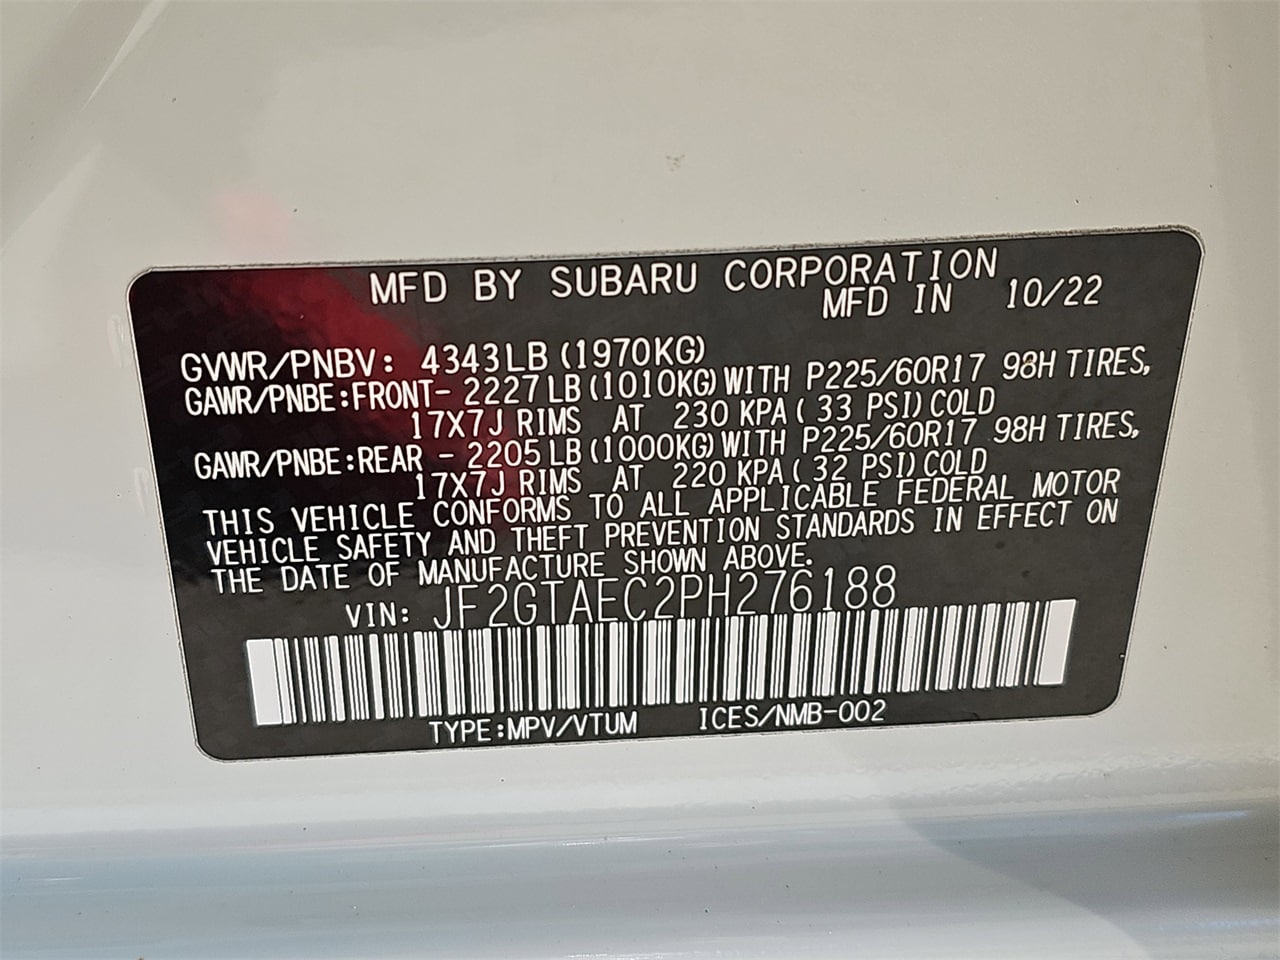 MFD BY SUBARU CORPORATION
MFD IN 10/22
GVWR/PNBV: 4343LB (1970KG)
GAWR/PNBE:FRONT- 2227LB (1010KG) WITH P225/60R17 98H TIRES,
17X7J RIMS AT 230 KPA ( 33 PSI) COLD
GAWR/PNBE:REAR - 2205LB (1000KG) WITH P225/60R17 98H TIRES,
17X7J RIMS AT 220 KPA ( 32 PSI) COLD
THIS VEHICLE CONFORMS TO ALL APPLICABLE FEDERAL MOTOR
VEHICLE SAFETY AND THEFT PREVENTION STANDARDS IN EFFECT ON
THE DATE OF MANUFACTURE SHOWN ABOVE.
VIN: JF2GTAEC2PH276188
TYPE:MPV/VTUM ICES/NMB-002